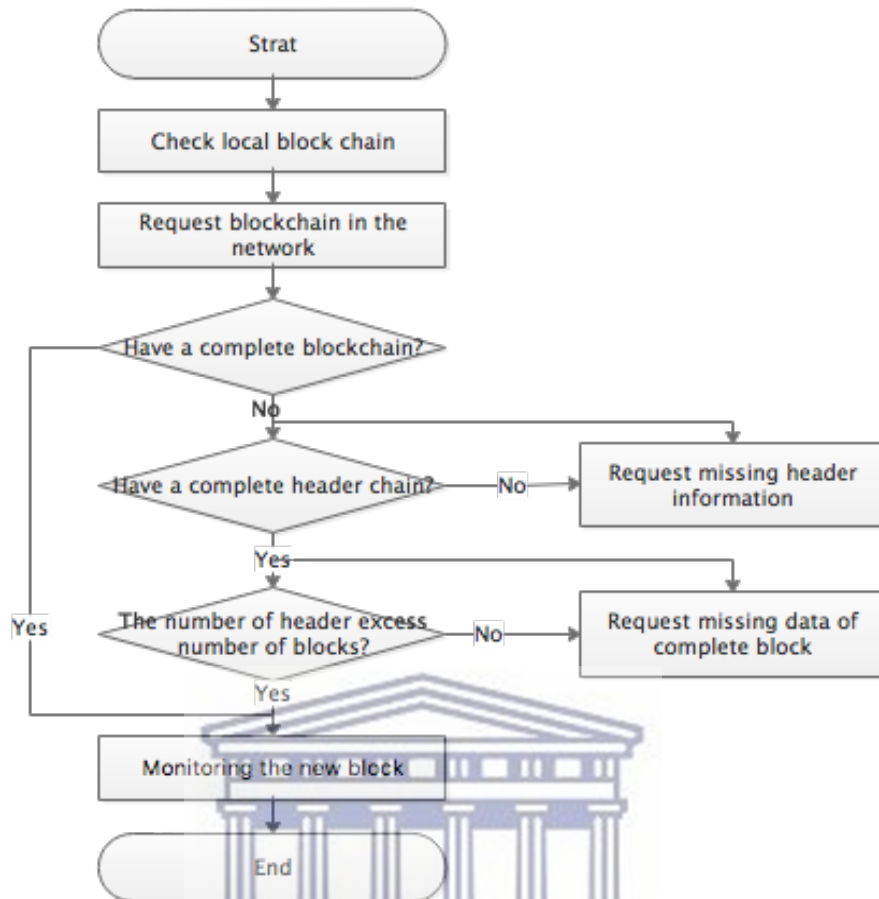 Strat
Check local block chain
Request blockchain in the
network
Have a complete blockchain?
No
Have a complete header chain?
No
Request missing header
information
Yes
The number of header excess
number of blocks?
No
Request missing data of
complete block
Yes
Yes
Monitoring the new block
End